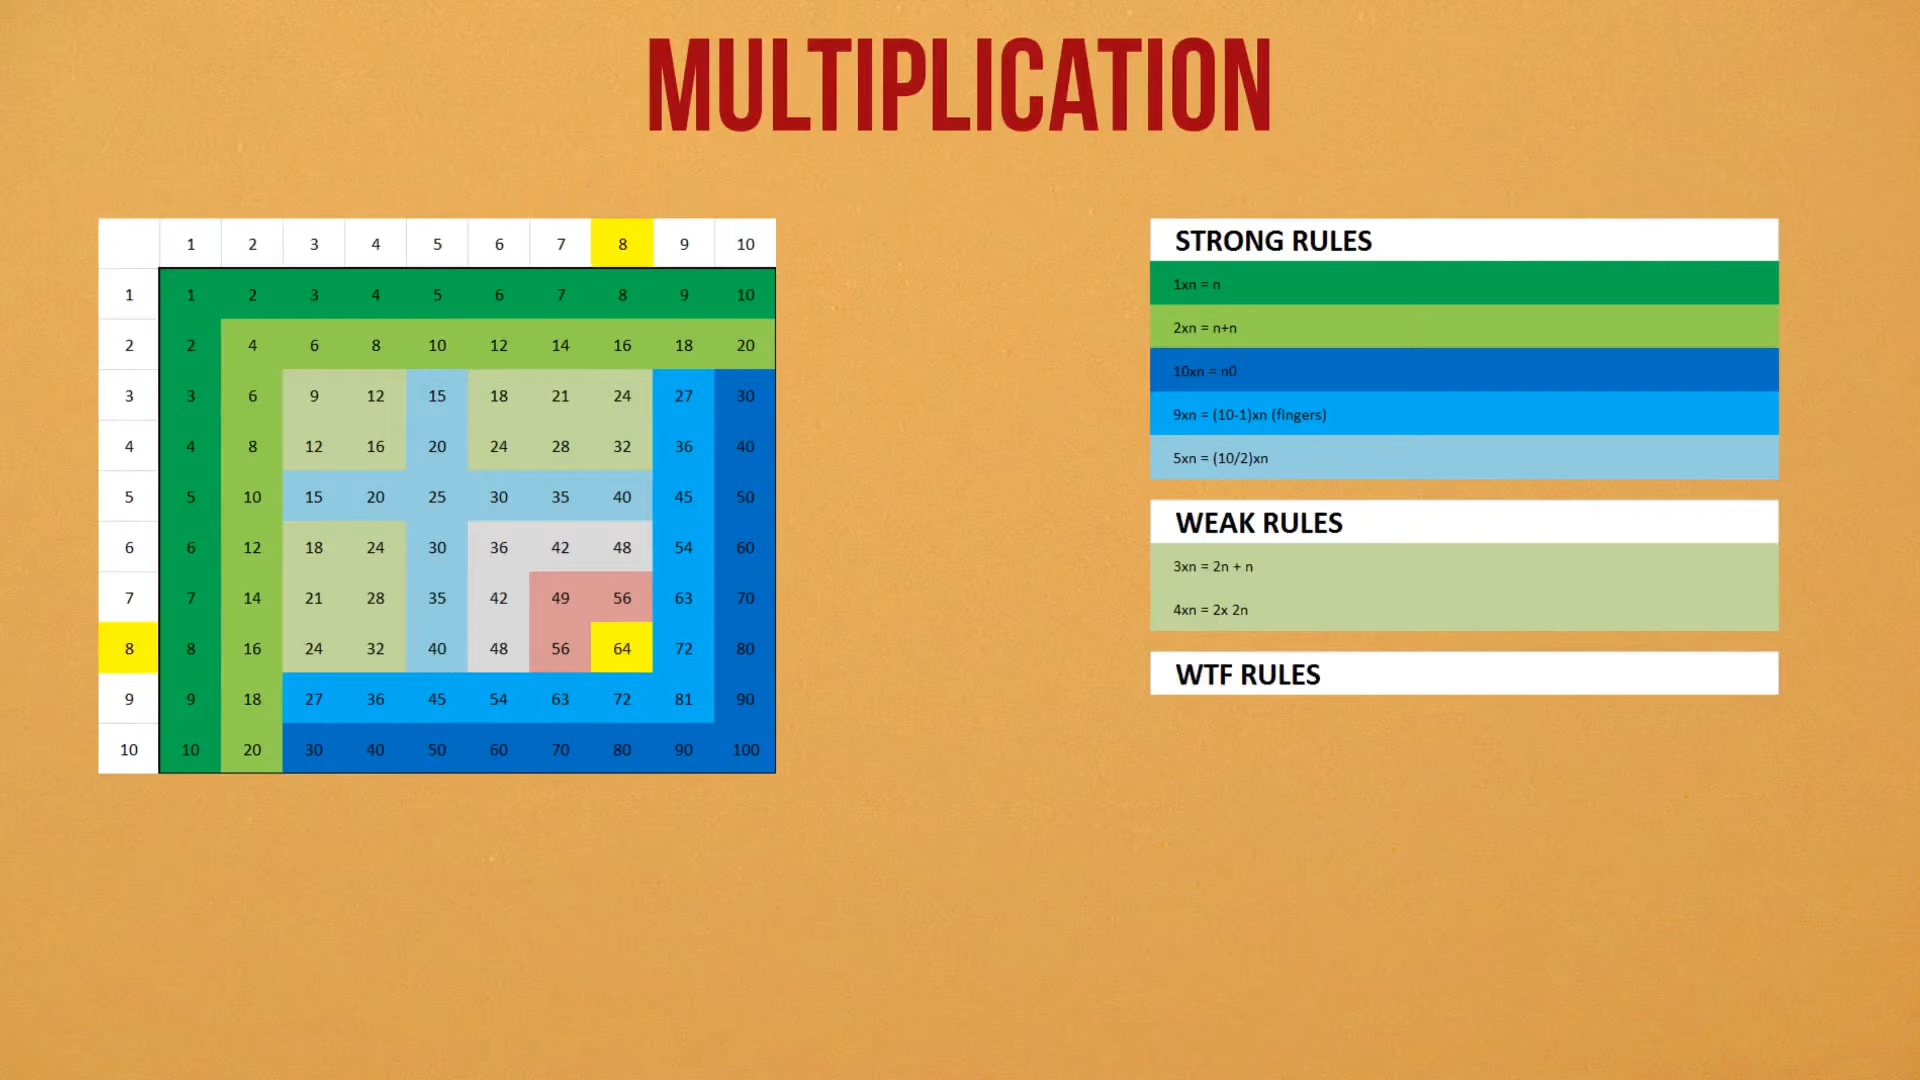 MULTIPLICATION
1 2 3 4 5 6 7 8 9 10
1 1 2 3 4 5 6 7 8 9 10
2 2 4 6 8 10 12 14 16 18 20
3 3 6 9 12 15 18 21 24 27 30
4 4 8 12 16 20 24 28 32 36 40
5 5 10 15 20 25 30 35 40 45 50
6 6 12 18 24 30 36 42 48 54 60
7 7 14 21 28 35 42 49 56 63 70
8 8 16 24 32 40 48 56 64 72 80
9 9 18 27 36 45 54 63 72 81 90
10 10 20 30 40 50 60 70 80 90 100
STRONG RULES
1xn = n
2xn = n+n
10xn = n0
9xn = (10-1)xn (fingers)
5xn = (10/2)xn
WEAK RULES
3xn = 2n + n
4xn = 2x 2n
WTF RULES